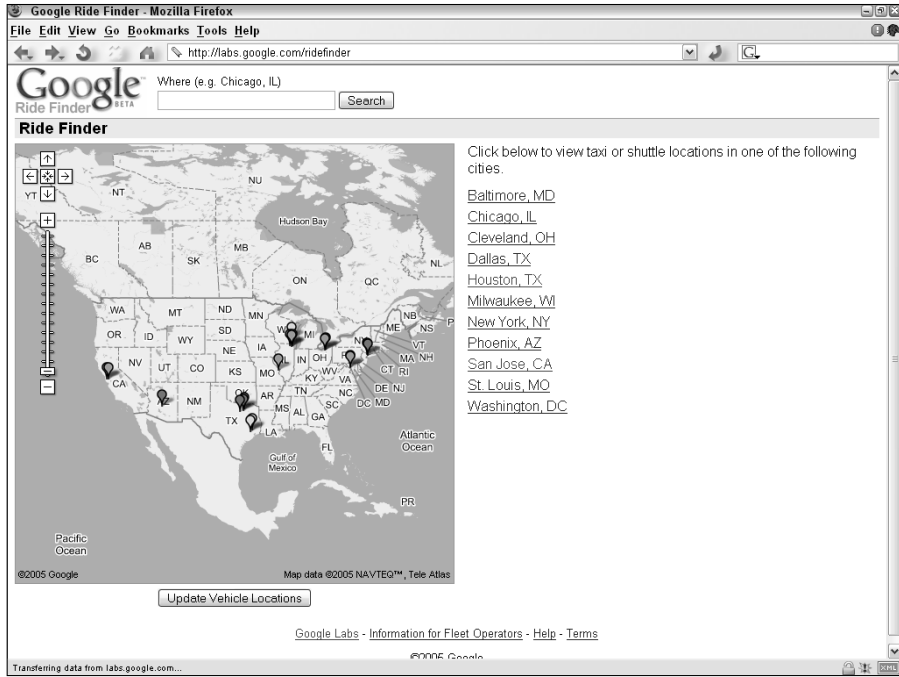 Google Ride Finder - Mozilla Firefox
File Edit View Go Bookmarks Tools Help
http://labs.google.com/ridefinder
G
Google™
Ride Finder BETA
Where (e.g. Chicago, IL)
Search
Ride Finder
Click below to view taxi or shuttle locations in one of the following
cities.
Baltimore, MD
Chicago, IL
Cleveland, OH
Dallas, TX
Houston, TX
Milwaukee, WI
New York, NY
Phoenix, AZ
San Jose, CA
St. Louis, MO
Washington, DC
YT
NT
NU
Hudson Bay
BC
AB
SK
MB
ON
QC
NL
WA
MT
ND
MN
NB
OR
ID
WY
SD
MI
ME
NS
NV
UT
CO
NE
IA
IN
OH
VT
MA
NH
CA
KS
MO
KY
WV
VA
CT
RI
NM
AR
TN
NC
DE
NJ
TX
MS
AL
GA
SC
DC
MD
LA
FL
Atlantic
Ocean
Gulf of
Mexico
PR
Pacific
Ocean
©2005 Google
Map data ©2005 NAVTEQ™, Tele Atlas
Update Vehicle Locations
Google Labs - Information for Fleet Operators - Help - Terms
©2005 Google
Transferring data from labs.google.com...
XML